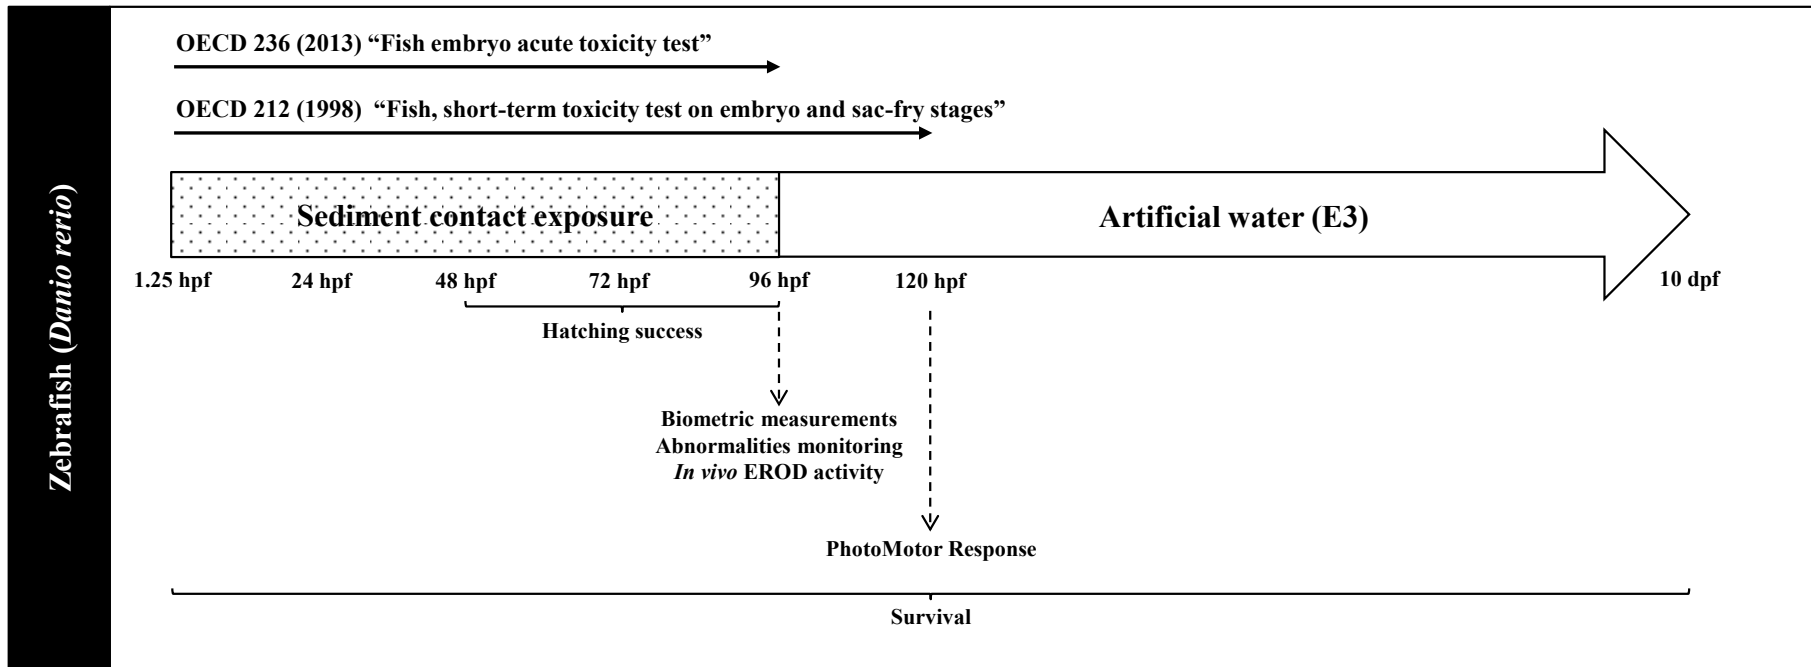 Zebrafish (Danio rerio)
OECD 236 (2013) “Fish embryo acute toxicity test”
OECD 212 (1998) “Fish, short-term toxicity test on embryo and sac-fry stages”
Sediment contact exposure
Artificial water (E3)
1.25 hpf
24 hpf
48 hpf
72 hpf
96 hpf
120 hpf
10 dpf
Hatching success
Biometric measurements
Abnormalities monitoring
In vivo EROD activity
PhotoMotor Response
Survival